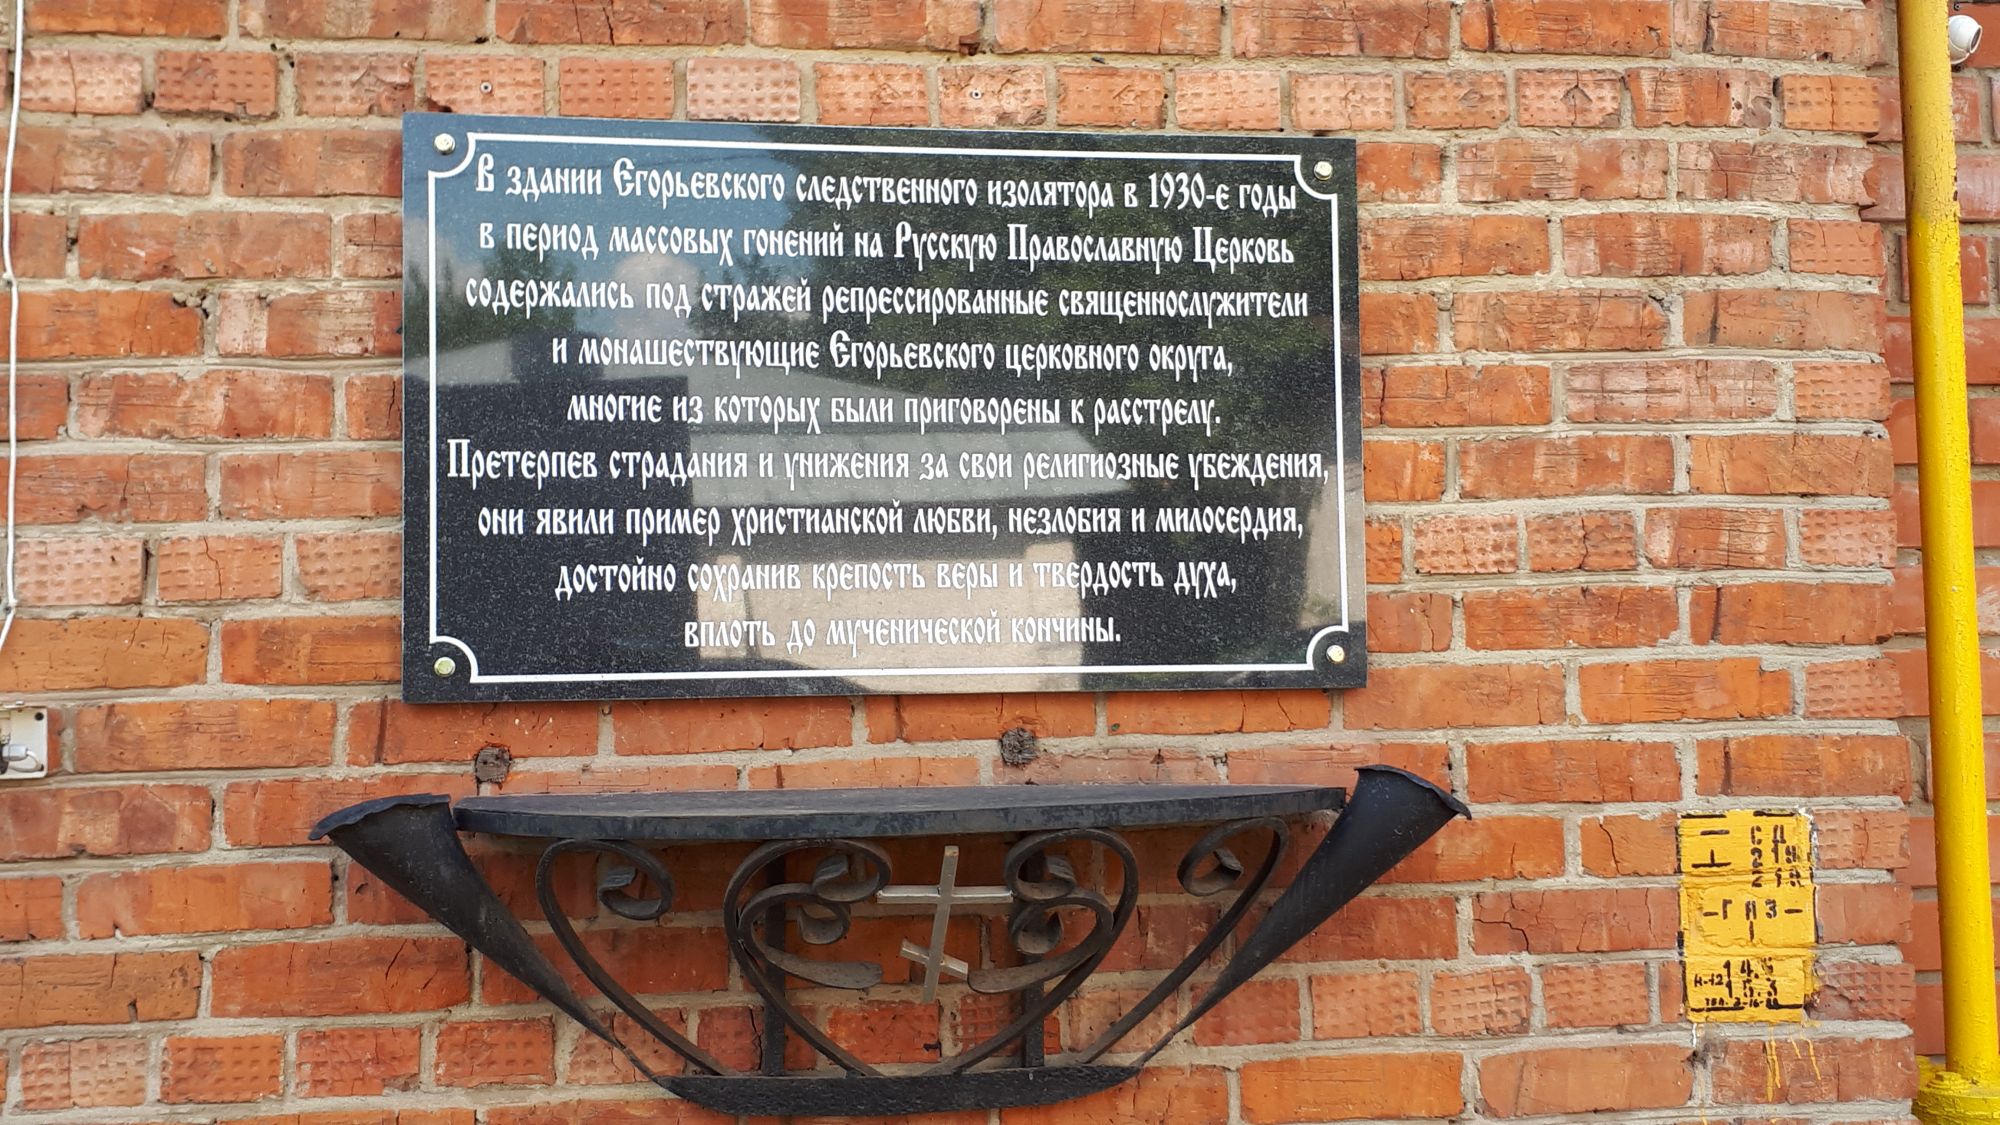 В здании Егорьевского следственного изолятора в 1930-е годы
в период массовых гонений на Русскую Православную Церковь
содержались под стражей репрессированные священнослужители
и монашествующие Егорьевского церковного округа,
многие из которых были приговорены к расстрелу.
Претерпев страдания и унижения за свои религиозные убеждения,
они явили пример христианской любви, незлобия и милосердия,
достойно сохранив крепость веры и твердость духа,
вплоть до мученической кончины.
-ГАЗ-